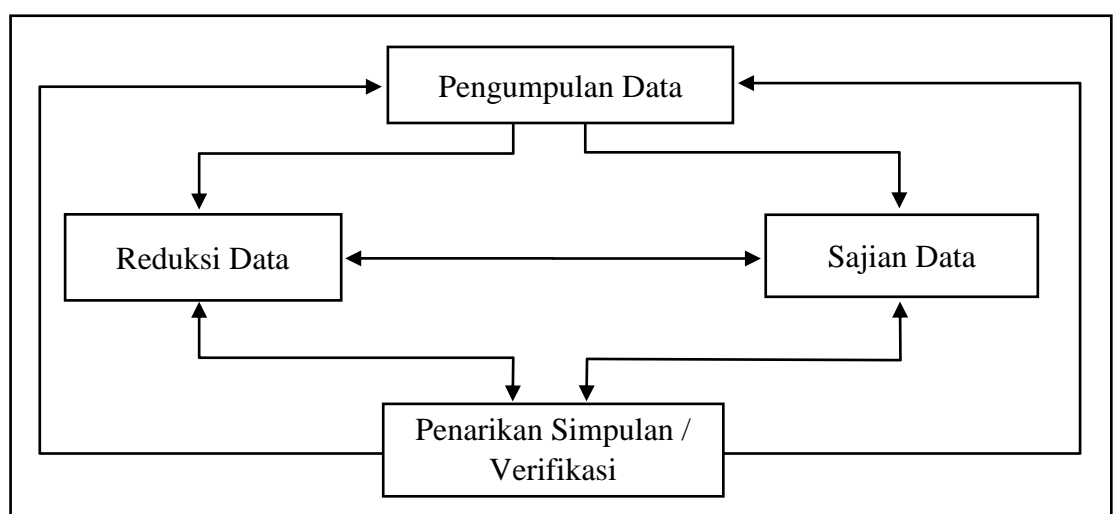 Pengumpulan Data
Reduksi Data
Sajian Data
Penarikan Simpulan /
Verifikasi